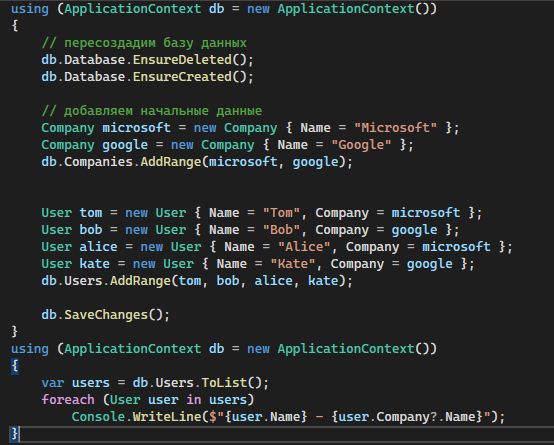 using (ApplicationContext db = new ApplicationContext())
{
    // пересоздадим базу данных
    db.Database.EnsureDeleted();
    db.Database.EnsureCreated();

    // добавляем начальные данные
    Company microsoft = new Company { Name = "Microsoft" };
    Company google = new Company { Name = "Google" };
    db.Companies.AddRange(microsoft, google);


    User tom = new User { Name = "Tom", Company = microsoft };
    User bob = new User { Name = "Bob", Company = google };
    User alice = new User { Name = "Alice", Company = microsoft };
    User kate = new User { Name = "Kate", Company = google };
    db.Users.AddRange(tom, bob, alice, kate);

    db.SaveChanges();
}
using (ApplicationContext db = new ApplicationContext())
{
    var users = db.Users.ToList();
    foreach (User user in users)
        Console.WriteLine($"{user.Name} – {user.Company?.Name}");
}